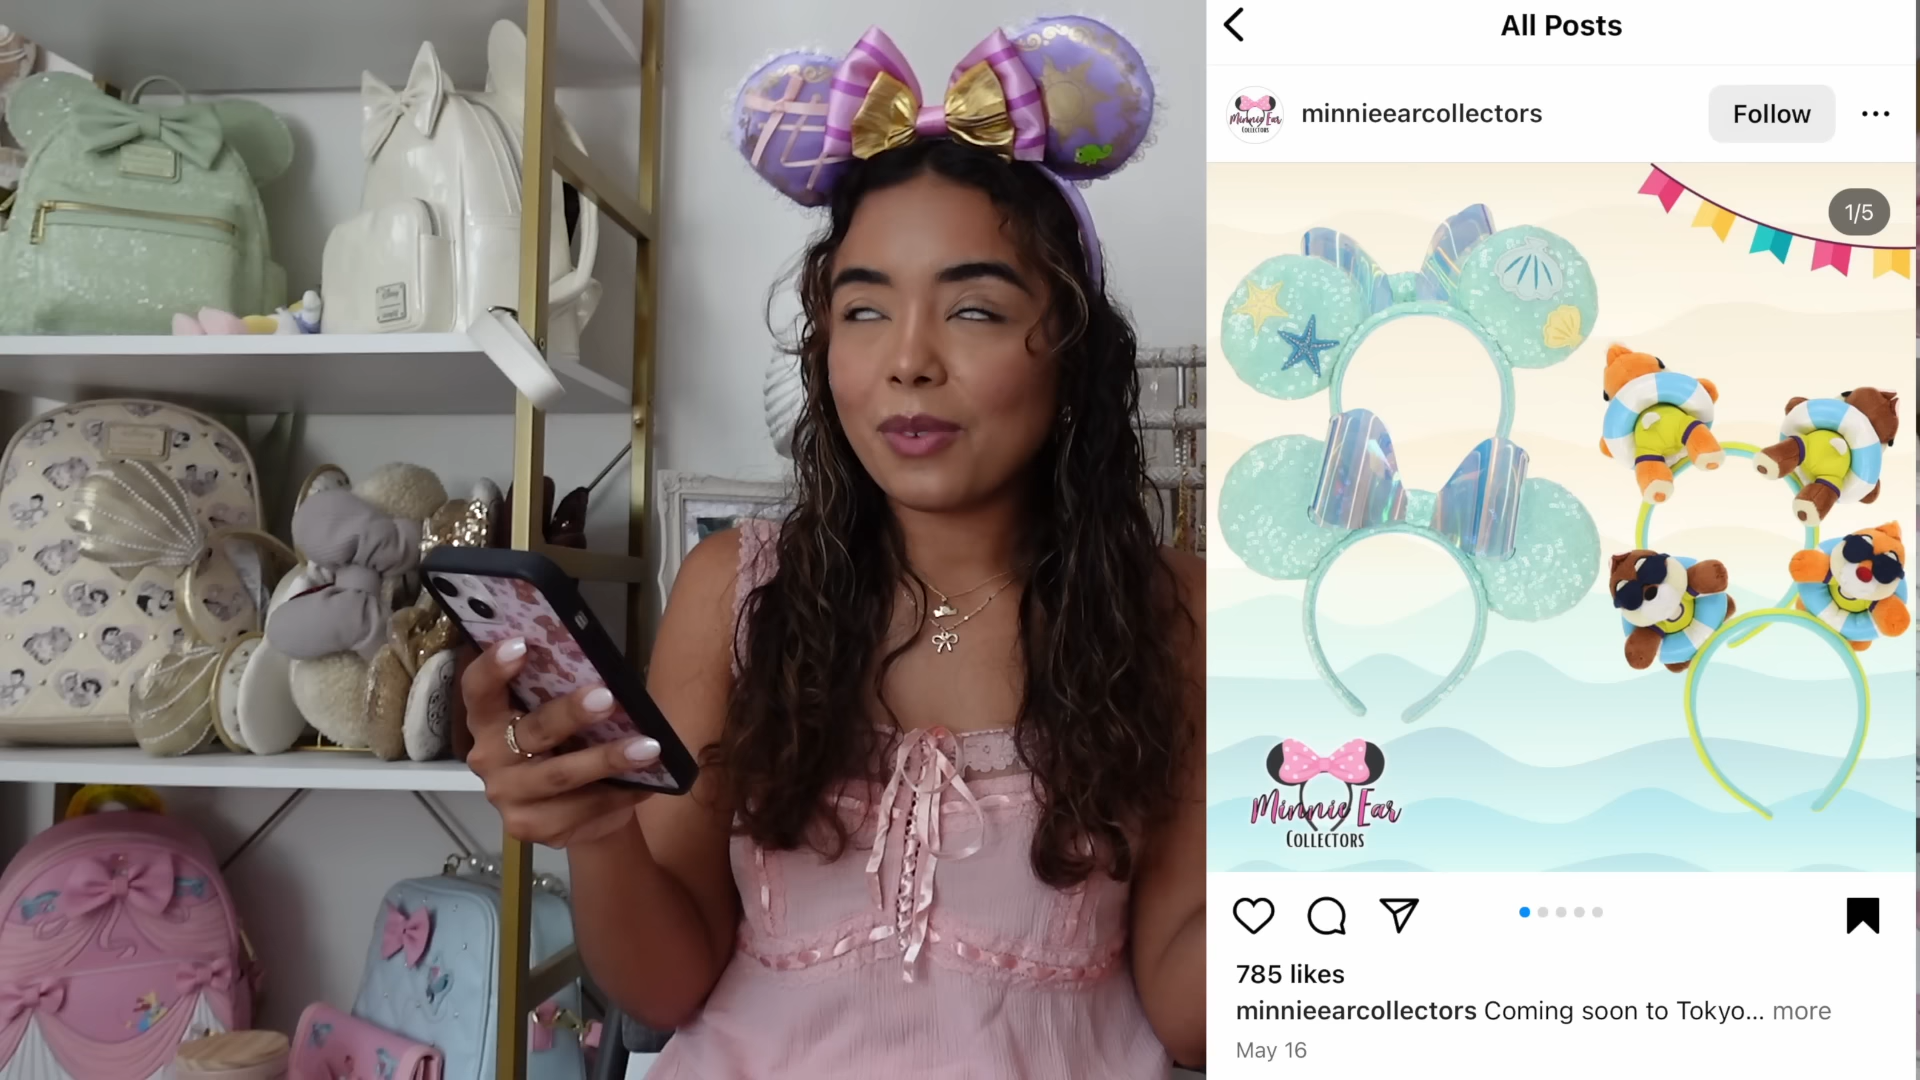 All Posts
minnieearcollectors
Follow
1/5
Minnie Ear
COLLECTORS
785 likes
minnieearcollectors Coming soon to Tokyo... more
May 16